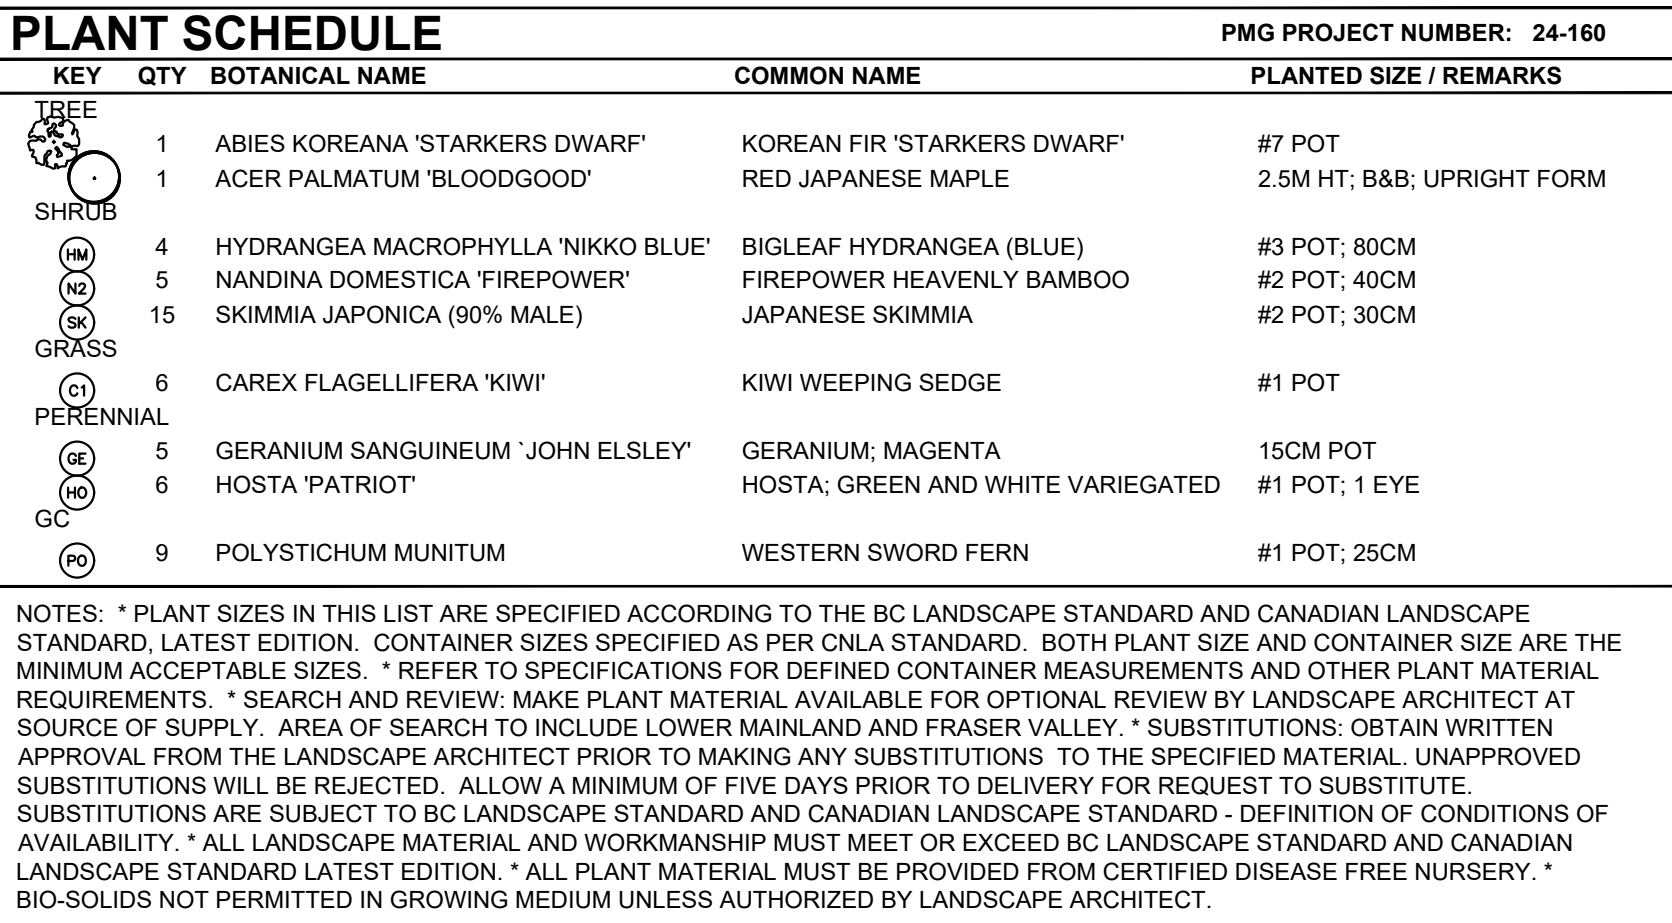 PLANT SCHEDULE PMG PROJECT NUMBER: 24-160
KEY QTY BOTANICAL NAME COMMON NAME PLANTED SIZE / REMARKS
TREE
1 ABIES KOREANA 'STARKERS DWARF' KOREAN FIR 'STARKERS DWARF' #7 POT
1 ACER PALMATUM 'BLOODGOOD' RED JAPANESE MAPLE 2.5M HT; B&B; UPRIGHT FORM
SHRUB
HM 4 HYDRANGEA MACROPHYLLA 'NIKKO BLUE' BIGLEAF HYDRANGEA (BLUE) #3 POT; 80CM
N2 5 NANDINA DOMESTICA 'FIREPOWER' FIREPOWER HEAVENLY BAMBOO #2 POT; 40CM
SK 15 SKIMMIA JAPONICA (90% MALE) JAPANESE SKIMMIA #2 POT; 30CM
GRASS
C1 6 CAREX FLAGELLIFERA 'KIWI' KIWI WEEPING SEDGE #1 POT
PERENNIAL
GE 5 GERANIUM SANGUINEUM `JOHN ELSLEY' GERANIUM; MAGENTA 15CM POT
HO 6 HOSTA 'PATRIOT' HOSTA; GREEN AND WHITE VARIEGATED #1 POT; 1 EYE
GC
PO 9 POLYSTICHUM MUNITUM WESTERN SWORD FERN #1 POT; 25CM
NOTES: * PLANT SIZES IN THIS LIST ARE SPECIFIED ACCORDING TO THE BC LANDSCAPE STANDARD AND CANADIAN LANDSCAPE
STANDARD, LATEST EDITION. CONTAINER SIZES SPECIFIED AS PER CNLA STANDARD. BOTH PLANT SIZE AND CONTAINER SIZE ARE THE
MINIMUM ACCEPTABLE SIZES. * REFER TO SPECIFICATIONS FOR DEFINED CONTAINER MEASUREMENTS AND OTHER PLANT MATERIAL
REQUIREMENTS. * SEARCH AND REVIEW: MAKE PLANT MATERIAL AVAILABLE FOR OPTIONAL REVIEW BY LANDSCAPE ARCHITECT AT
SOURCE OF SUPPLY. AREA OF SEARCH TO INCLUDE LOWER MAINLAND AND FRASER VALLEY. * SUBSTITUTIONS: OBTAIN WRITTEN
APPROVAL FROM THE LANDSCAPE ARCHITECT PRIOR TO MAKING ANY SUBSTITUTIONS TO THE SPECIFIED MATERIAL. UNAPPROVED
SUBSTITUTIONS WILL BE REJECTED. ALLOW A MINIMUM OF FIVE DAYS PRIOR TO DELIVERY FOR REQUEST TO SUBSTITUTE.
SUBSTITUTIONS ARE SUBJECT TO BC LANDSCAPE STANDARD AND CANADIAN LANDSCAPE STANDARD - DEFINITION OF CONDITIONS OF
AVAILABILITY. * ALL LANDSCAPE MATERIAL AND WORKMANSHIP MUST MEET OR EXCEED BC LANDSCAPE STANDARD AND CANADIAN
LANDSCAPE STANDARD LATEST EDITION. * ALL PLANT MATERIAL MUST BE PROVIDED FROM CERTIFIED DISEASE FREE NURSERY. *
BIO-SOLIDS NOT PERMITTED IN GROWING MEDIUM UNLESS AUTHORIZED BY LANDSCAPE ARCHITECT.